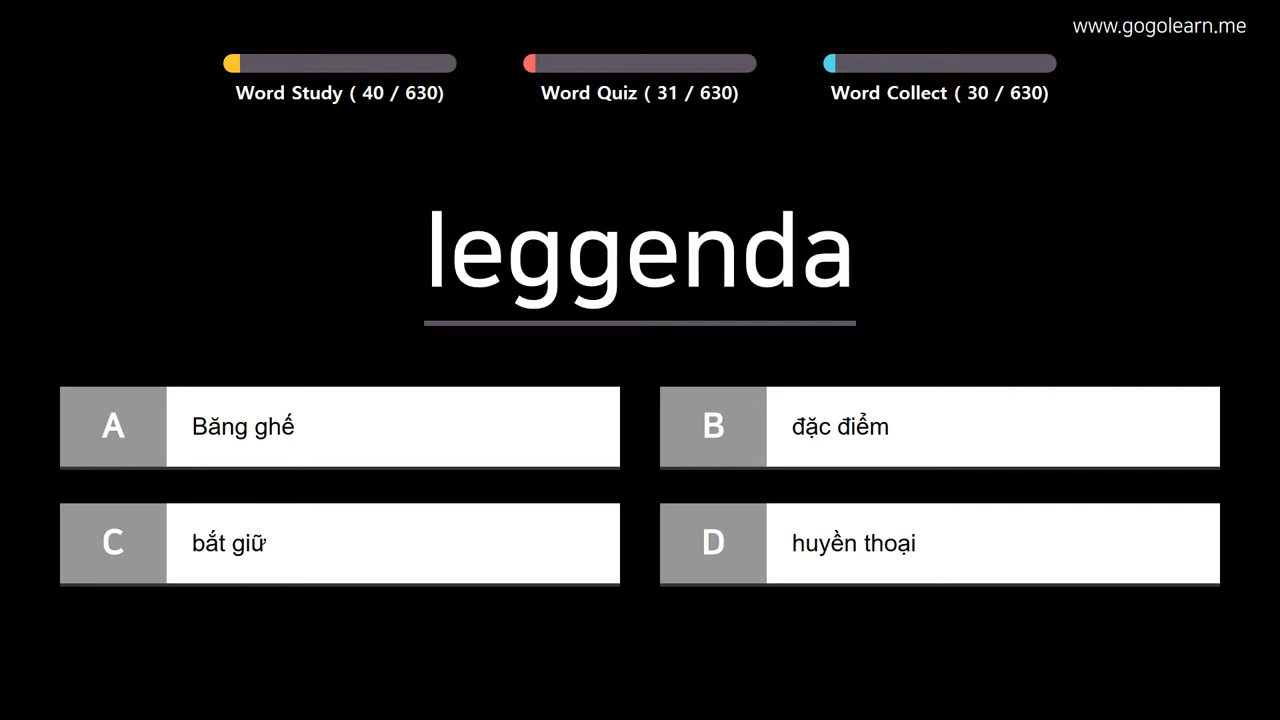 www.gogolearn.me
Word Study ( 40 / 630)
Word Quiz ( 31 / 630)
Word Collect ( 30 / 630)
leggenda
A Băng ghế
B đặc điểm
C bắt giữ
D huyền thoại